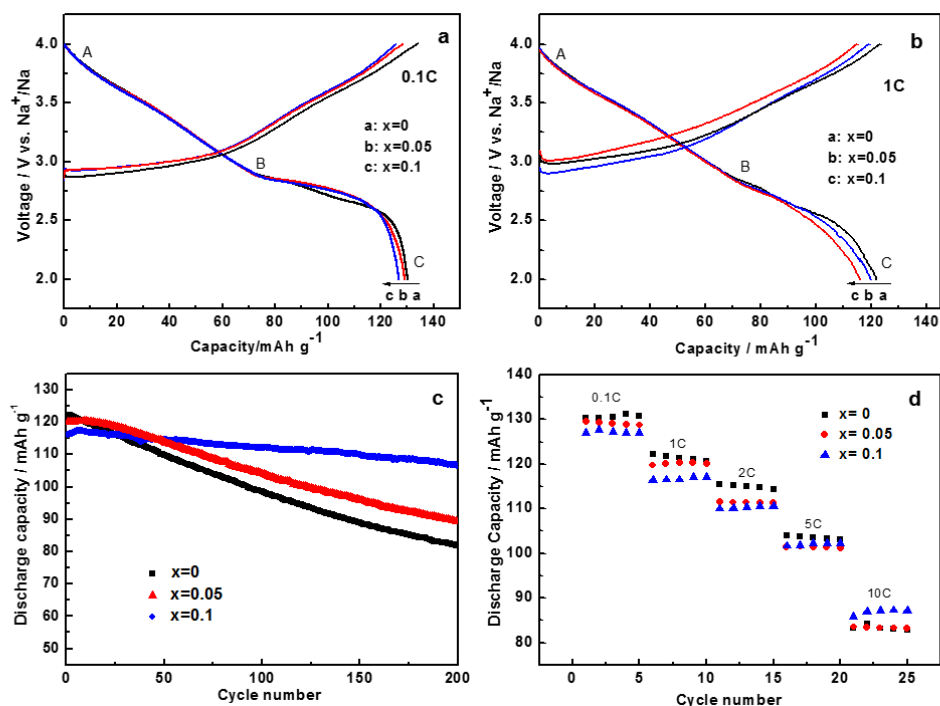 a
0.1C
A
B
C
a: x=0
b: x=0.05
c: x=0.1
c b a
4.0
3.5
3.0
2.5
2.0
Voltage / V vs. Na⁺/Na
0 20 40 60 80 100 120 140
Capacity/mAh g⁻¹
b
1C
A
B
C
a: x=0
b: x=0.05
c: x=0.1
c b a
4.0
3.5
3.0
2.5
2.0
Voltage / V vs. Na⁺/Na
0 20 40 60 80 100 120 140
Capacity / mAh g⁻¹
c
120
110
100
90
80
70
60
50
Discharge capacity / mAh g⁻¹
x=0
x=0.05
x=0.1
0 50 100 150 200
Cycle number
d
140
130
120
110
100
90
80
Discharge Capacity / mAh g⁻¹
0.1C
1C
2C
5C
10C
x= 0
x= 0.05
x= 0.1
-5 0 5 10 15 20 25
Cycle number